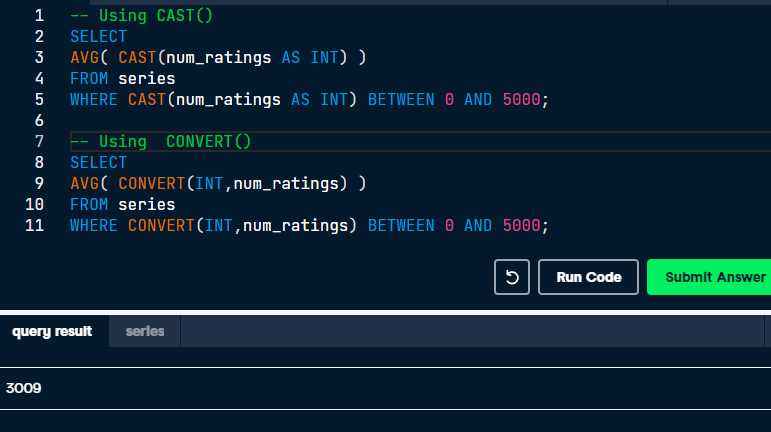 1 -- Using CAST()
2 SELECT
3 AVG( CAST(num_ratings AS INT) )
4 FROM series
5 WHERE CAST(num_ratings AS INT) BETWEEN 0 AND 5000;
6
7 -- Using  CONVERT()
8 SELECT
9 AVG( CONVERT(INT,num_ratings) )
10 FROM series
11 WHERE CONVERT(INT,num_ratings) BETWEEN 0 AND 5000;
Run Code Submit Answer
query result series
3009